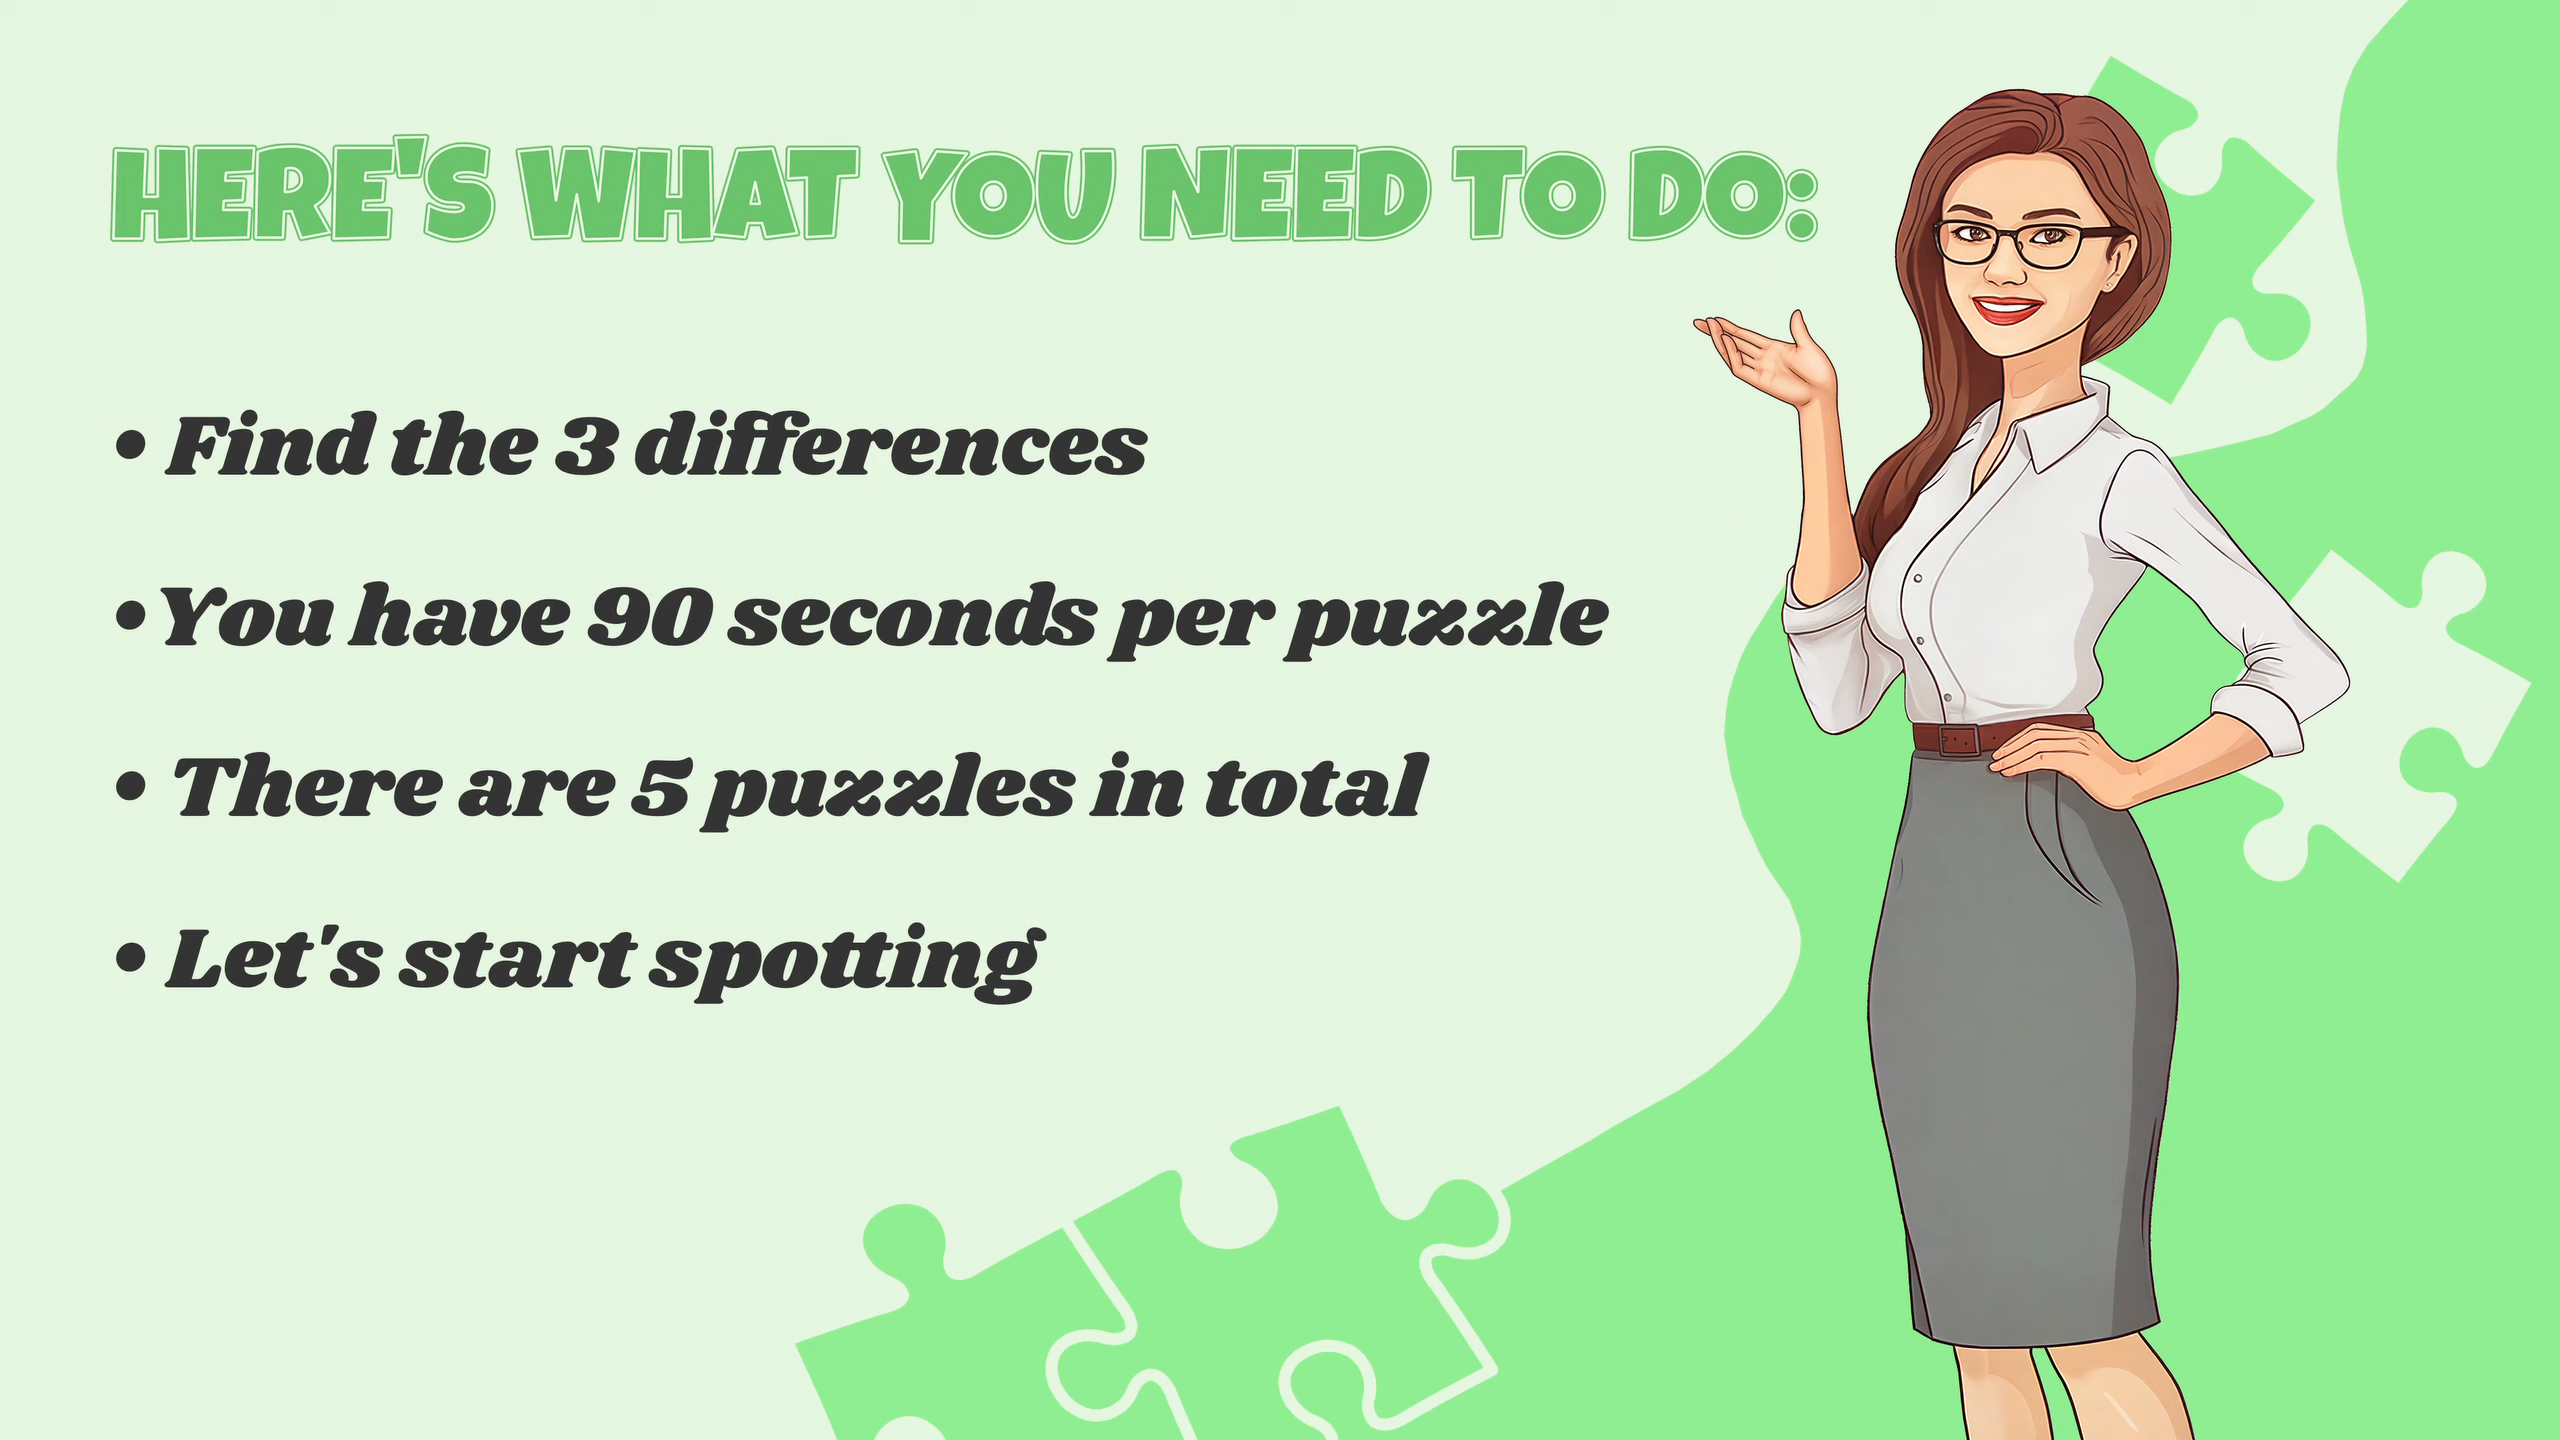 HERE'S WHAT YOU NEED TO DO:
• Find the 3 differences
• You have 90 seconds per puzzle
• There are 5 puzzles in total
• Let's start spotting